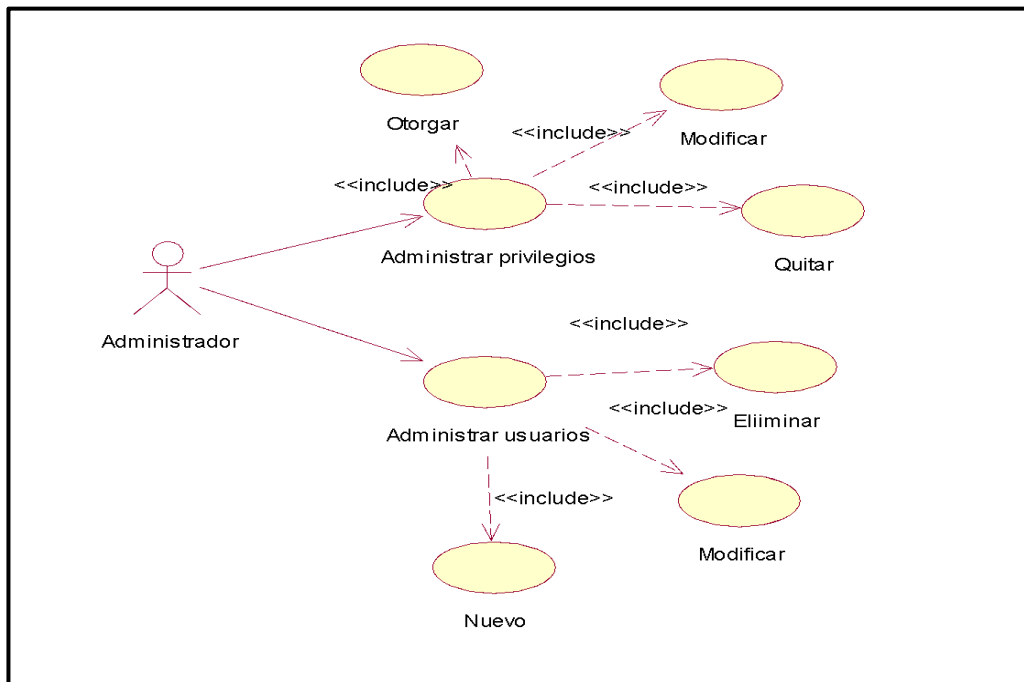 Otorgar
<<include>>
Modificar
<<include>>
<<include>>
Administrar privilegios
Quitar
Administrador
<<include>>
Eliiminar
<<include>>
Administrar usuarios
<<include>>
Modificar
Nuevo